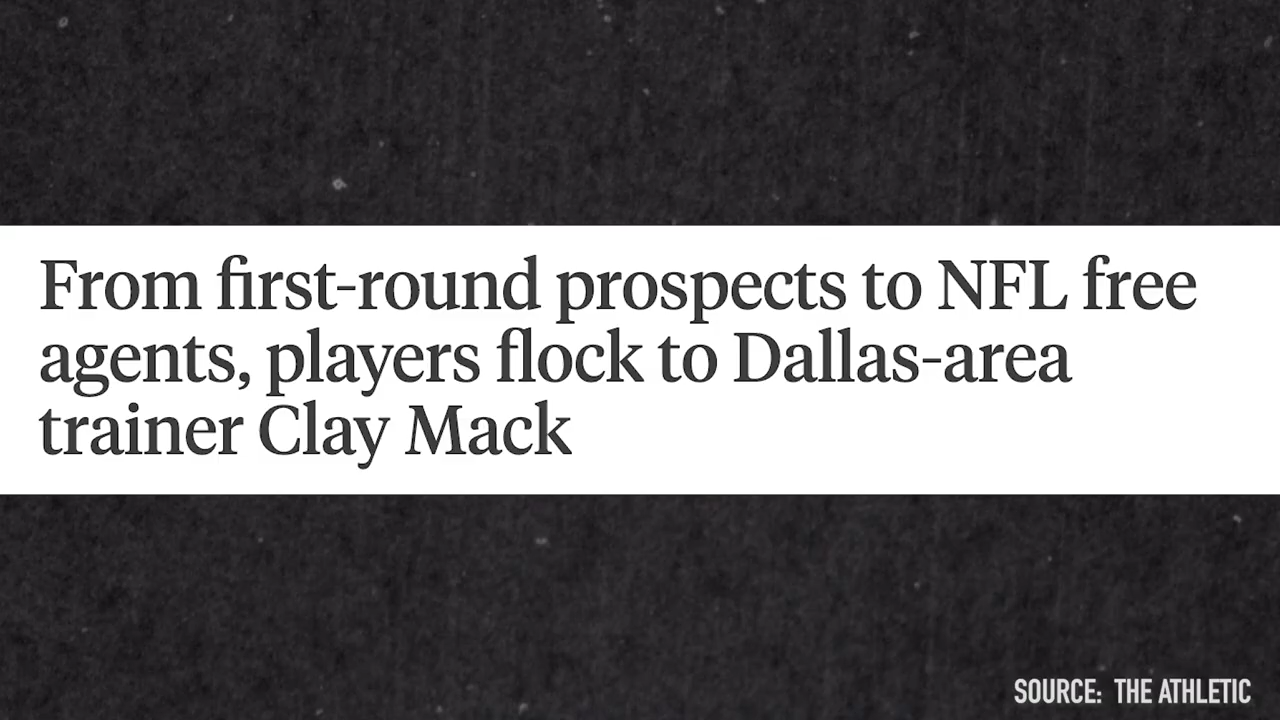 From first-round prospects to NFL free
agents, players flock to Dallas-area
trainer Clay Mack
SOURCE: THE ATHLETIC